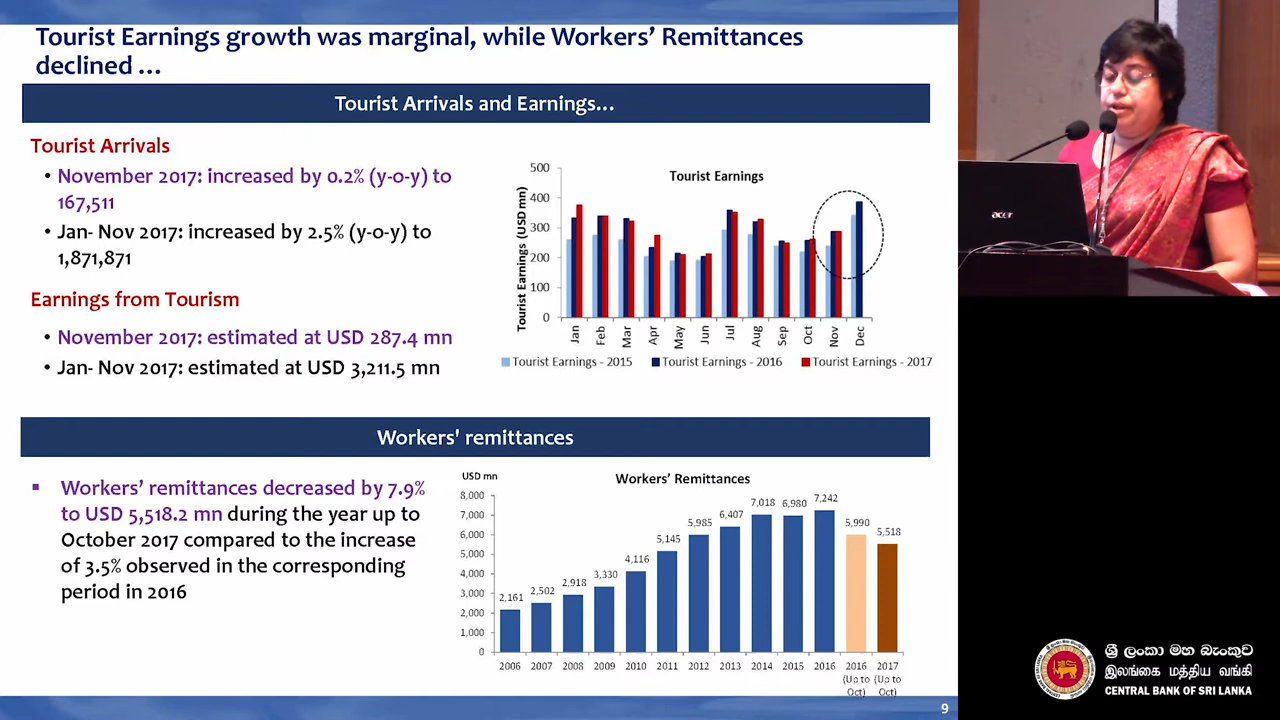 Tourist Earnings growth was marginal, while Workers’ Remittances
declined …
Tourist Arrivals and Earnings…
Tourist Arrivals
• November 2017: increased by 0.2% (y-o-y) to
167,511
• Jan- Nov 2017: increased by 2.5% (y-o-y) to
1,871,871
Earnings from Tourism
• November 2017: estimated at USD 287.4 mn
• Jan- Nov 2017: estimated at USD 3,211.5 mn
Tourist Earnings
Tourist Earnings (USD mn)
500
400
300
200
100
0
Jan Feb Mar Apr May Jun Jul Aug Sep Oct Nov Dec
Tourist Earnings - 2015 Tourist Earnings - 2016 Tourist Earnings - 2017
Workers' remittances
▪ Workers’ remittances decreased by 7.9%
to USD 5,518.2 mn during the year up to
October 2017 compared to the increase
of 3.5% observed in the corresponding
period in 2016
USD mn
Workers’ Remittances
8,000
7,000
6,000
5,000
4,000
3,000
2,000
1,000
0
2,161 2,502 2,918 3,330 4,116 5,145 5,985 6,407 7,018 6,980 7,242 5,990 5,518
2006 2007 2008 2009 2010 2011 2012 2013 2014 2015 2016 2016 2017
(Up to (Up to
Oct) Oct)
9
acer
ශ්‍රී ලංකා මහ බැංකුව
இலங்கை மத்திய வங்கி
CENTRAL BANK OF SRI LANKA